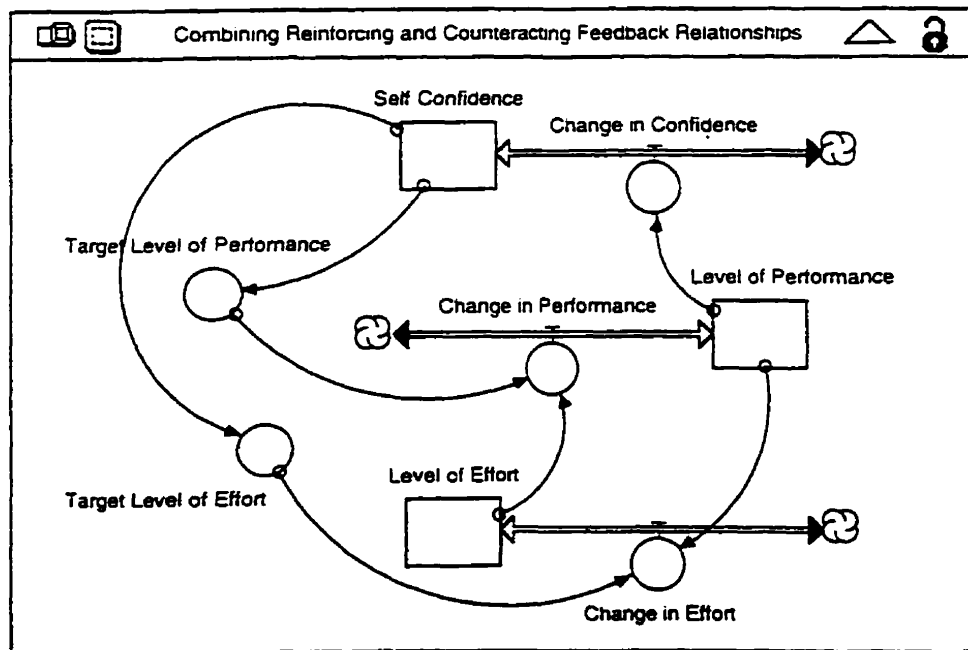 Combining Reinforcing and Counteracting Feedback Relationships
Self Confidence
Change in Confidence
Target Level of Pertomance
Level of Performance
Change in Performance
Level of Effort
Target Level of Effort
Change in Effort